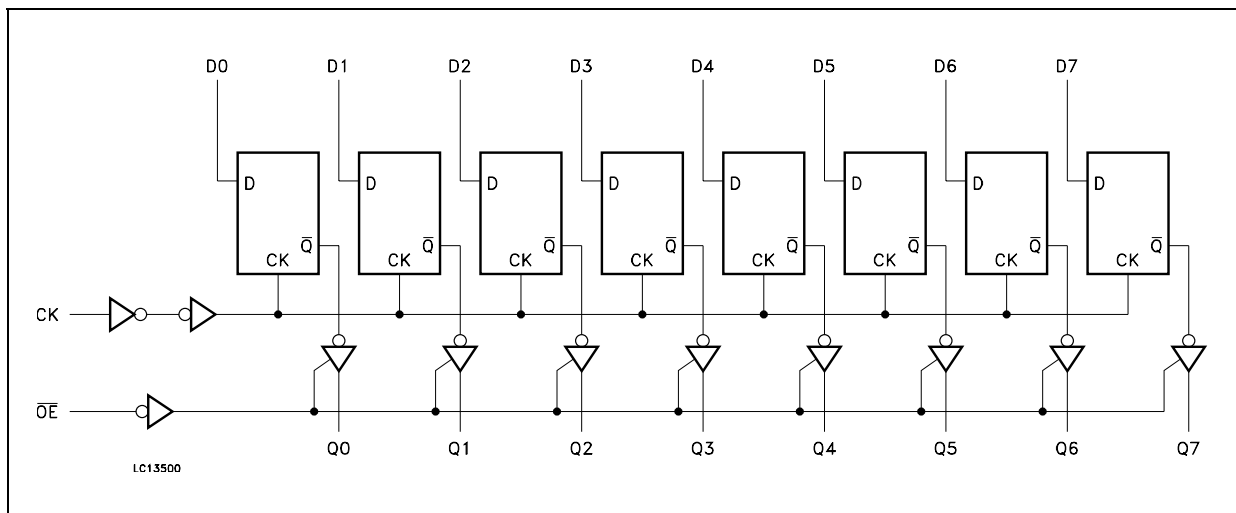 D0 D1 D2 D3 D4 D5 D6 D7
D D D D D D D D
Q̅ Q̅ Q̅ Q̅ Q̅ Q̅ Q̅ Q̅
CK CK CK CK CK CK CK CK
CK
O̅E̅
Q0 Q1 Q2 Q3 Q4 Q5 Q6 Q7
LC13500